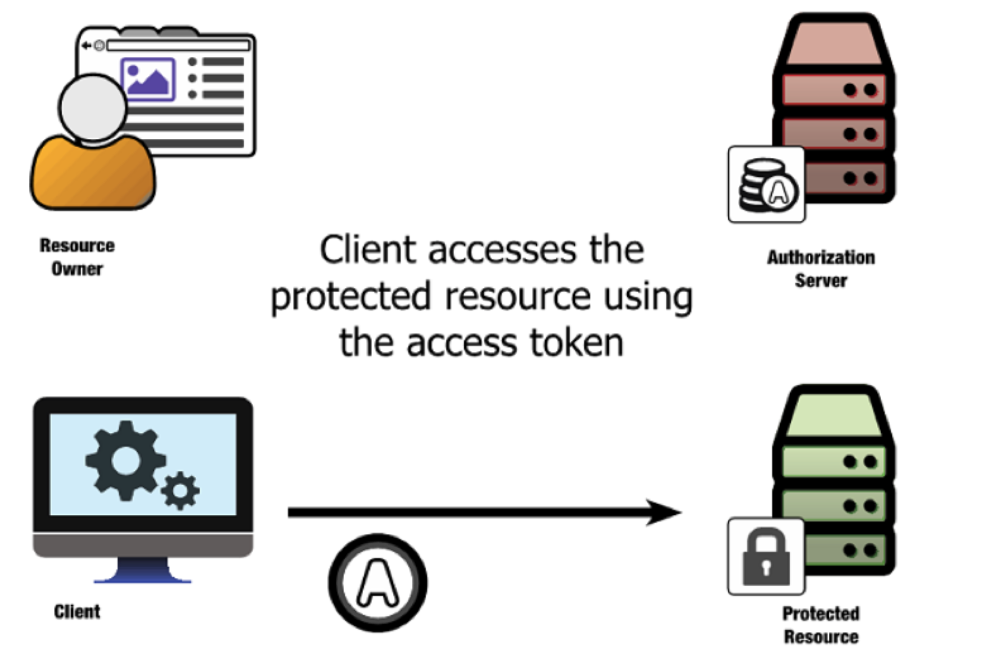 Resource
Owner
Authorization
Server
Client accesses the
protected resource using
the access token
A
A
Client
Protected
Resource